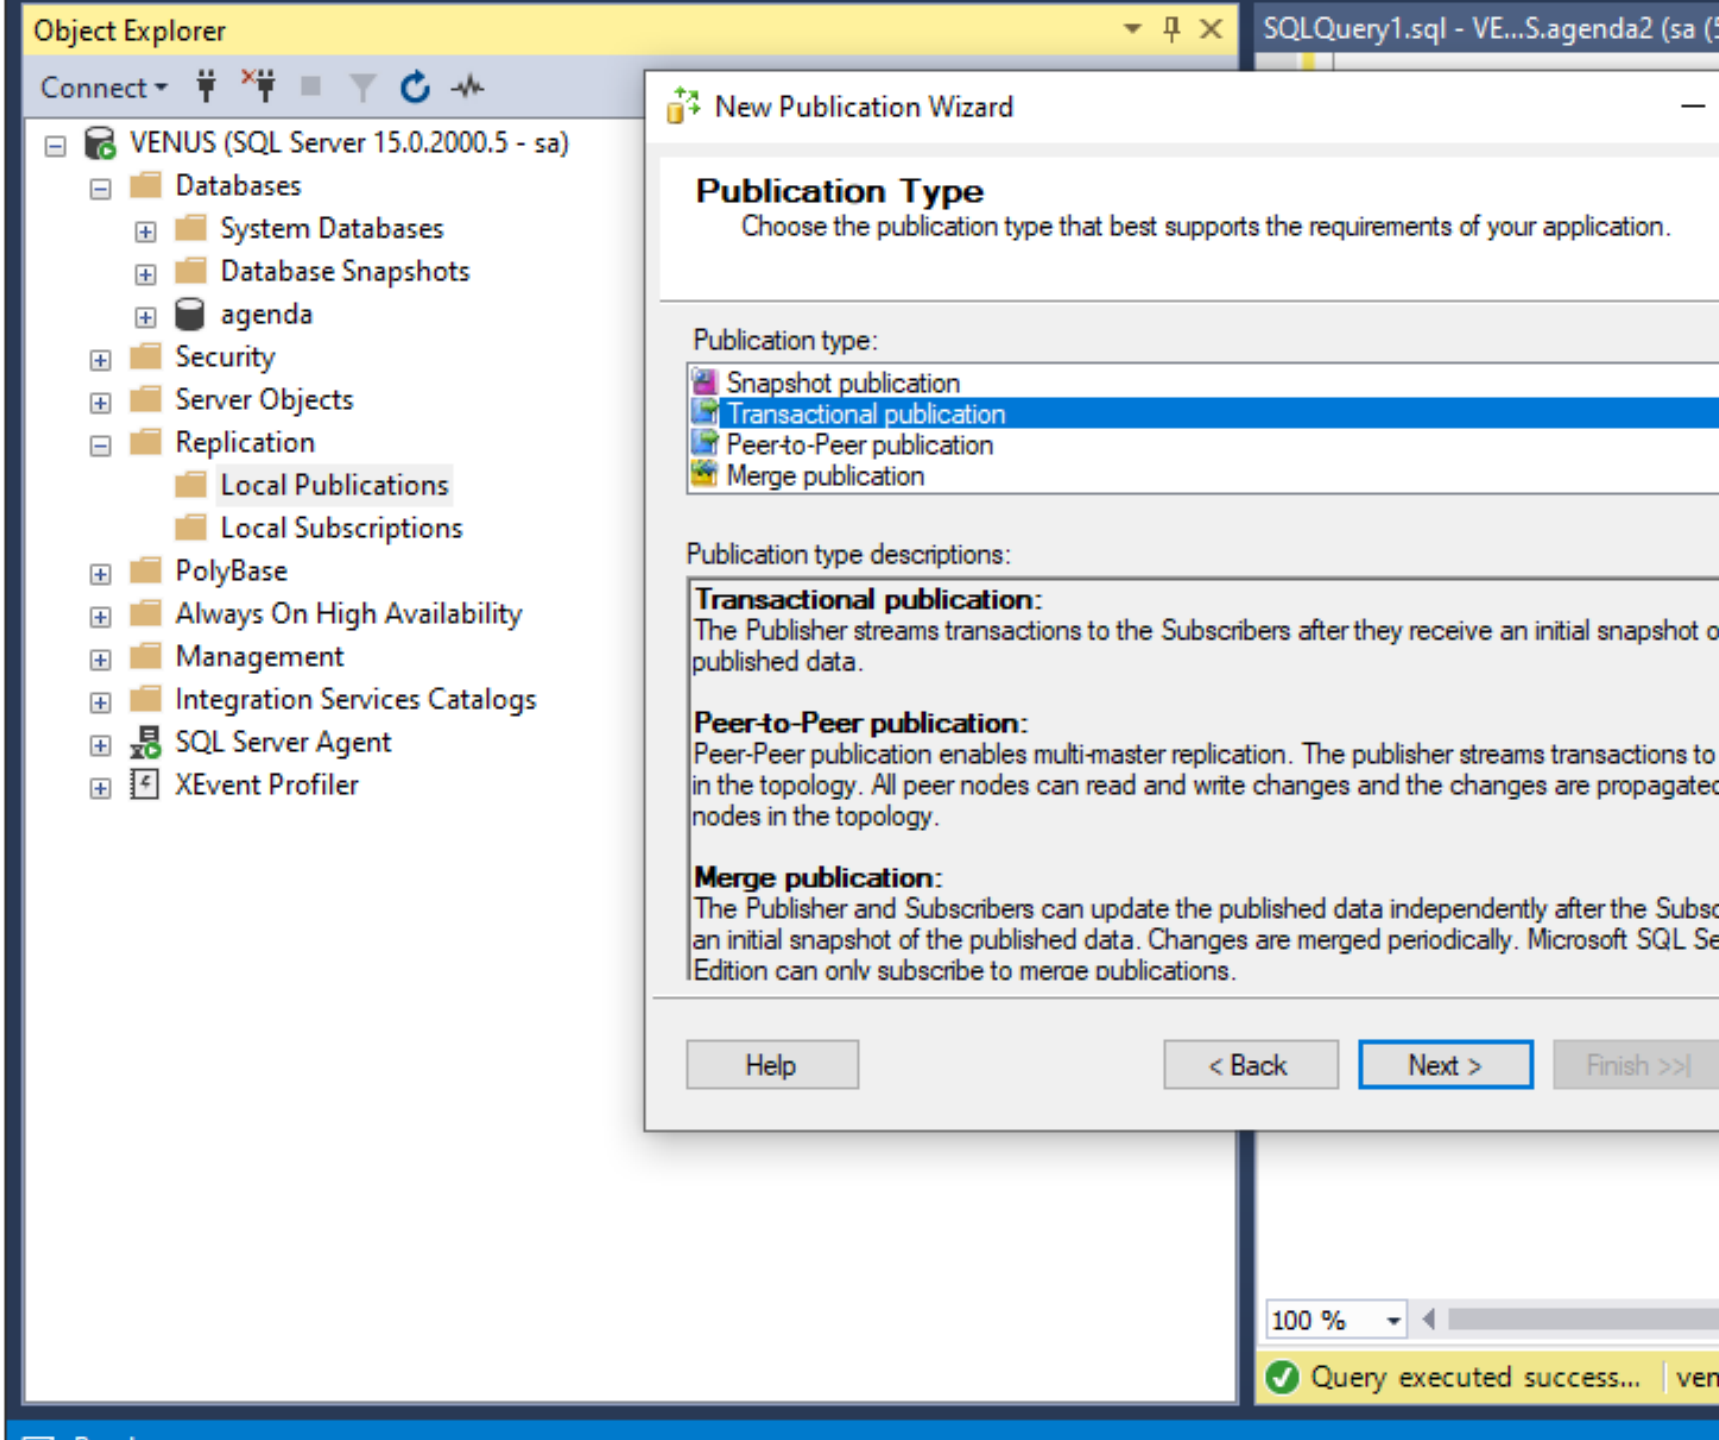 Object Explorer
SQLQuery1.sql - VE...S.agenda2 (sa (5
Connect
VENUS (SQL Server 15.0.2000.5 - sa)
Databases
System Databases
Database Snapshots
agenda
Security
Server Objects
Replication
Local Publications
Local Subscriptions
PolyBase
Always On High Availability
Management
Integration Services Catalogs
SQL Server Agent
XEvent Profiler
New Publication Wizard
Publication Type
Choose the publication type that best supports the requirements of your application.
Publication type:
Snapshot publication
Transactional publication
Peer-to-Peer publication
Merge publication
Publication type descriptions:
Transactional publication:
The Publisher streams transactions to the Subscribers after they receive an initial snapshot o
published data.
Peer-to-Peer publication:
Peer-Peer publication enables multi-master replication. The publisher streams transactions to
in the topology. All peer nodes can read and write changes and the changes are propagated
nodes in the topology.
Merge publication:
The Publisher and Subscribers can update the published data independently after the Subsc
an initial snapshot of the published data. Changes are merged periodically. Microsoft SQL Se
Edition can only subscribe to merge publications.
Help
< Back
Next >
Finish >>|
100 %
Query executed success...
ven